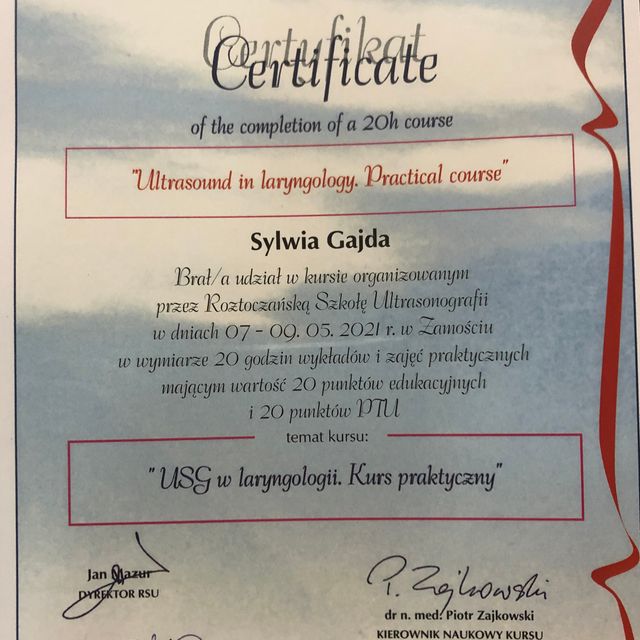 Certyfikat
Certificate
of the completion of a 20h course
"Ultrasound in laryngology. Practical course"
Sylwia Gajda
Brał/a udział w kursie organizowanym
przez Roztoczańską Szkołę Ultrasonografii
w dniach 07 - 09. 05. 2021 r. w Zamościu
w wymiarze 20 godzin wykładów i zajęć praktycznych
mającym wartość 20 punktów edukacyjnych
i 20 punktów PTU
temat kursu:
" USG w laryngologii. Kurs praktyczny"
P. Zajkowski
Jan Mazur
DYREKTOR RSU
dr n. med. Piotr Zajkowski
KIEROWNIK NAUKOWY KURSU